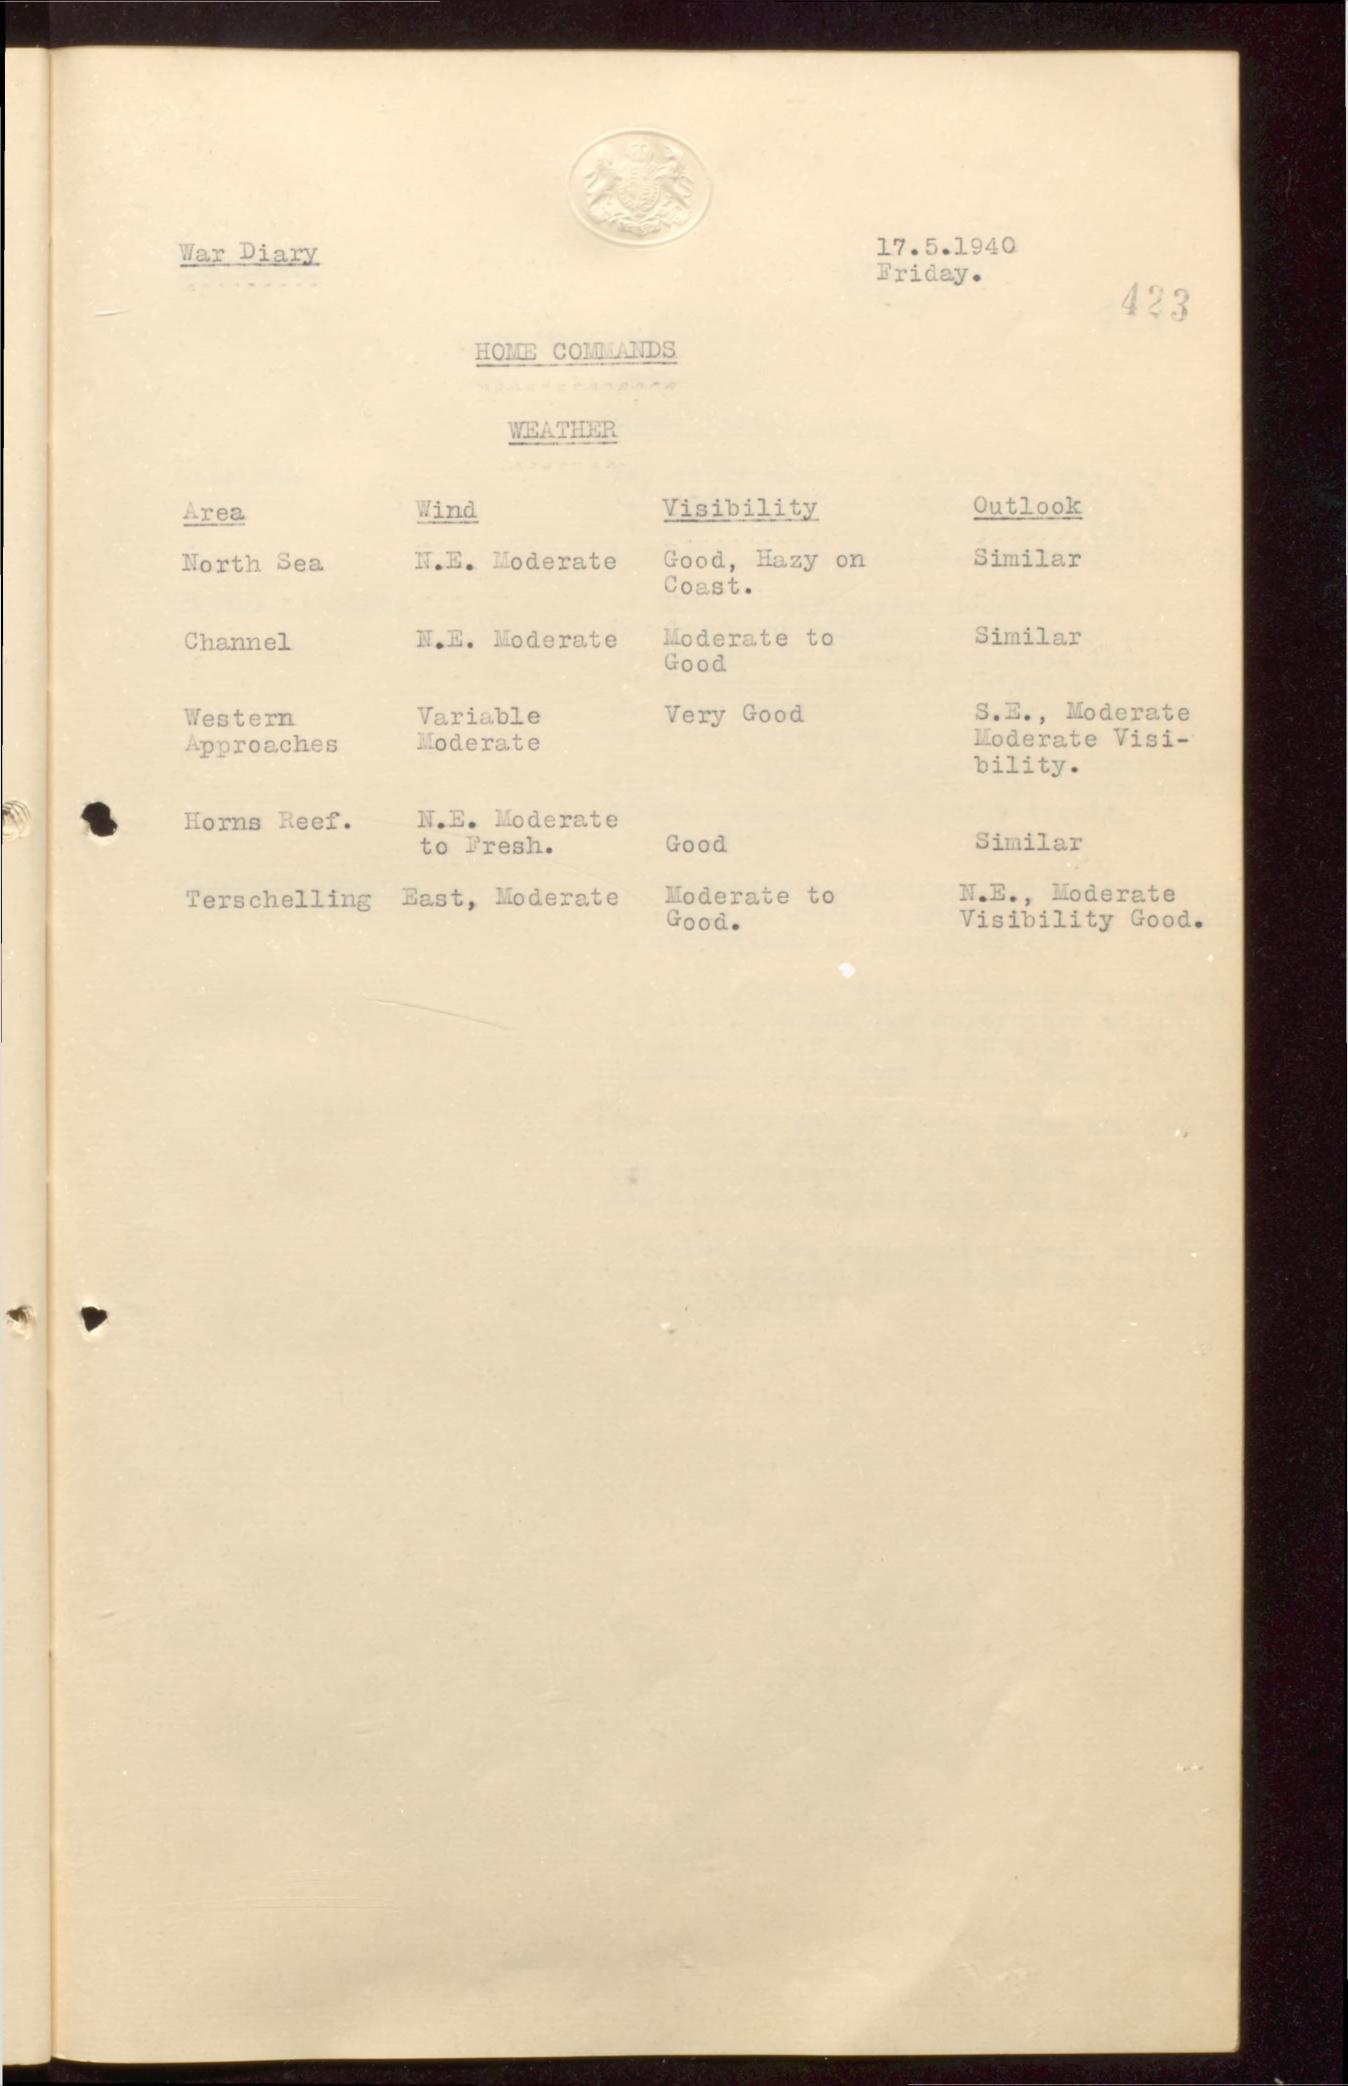 War Diary
17.5.1940
Friday.
423
HOME COMMANDS
WEATHER
Area Wind Visibility Outlook
North Sea N.E. Moderate Good, Hazy on Similar
Coast.
Channel N.E. Moderate Moderate to Similar
Good
Western Variable Very Good S.E., Moderate
Approaches Moderate Moderate Visi-
bility.
Horns Reef. N.E. Moderate
to Fresh. Good Similar
Terschelling East, Moderate Moderate to N.E., Moderate
Good. Visibility Good.